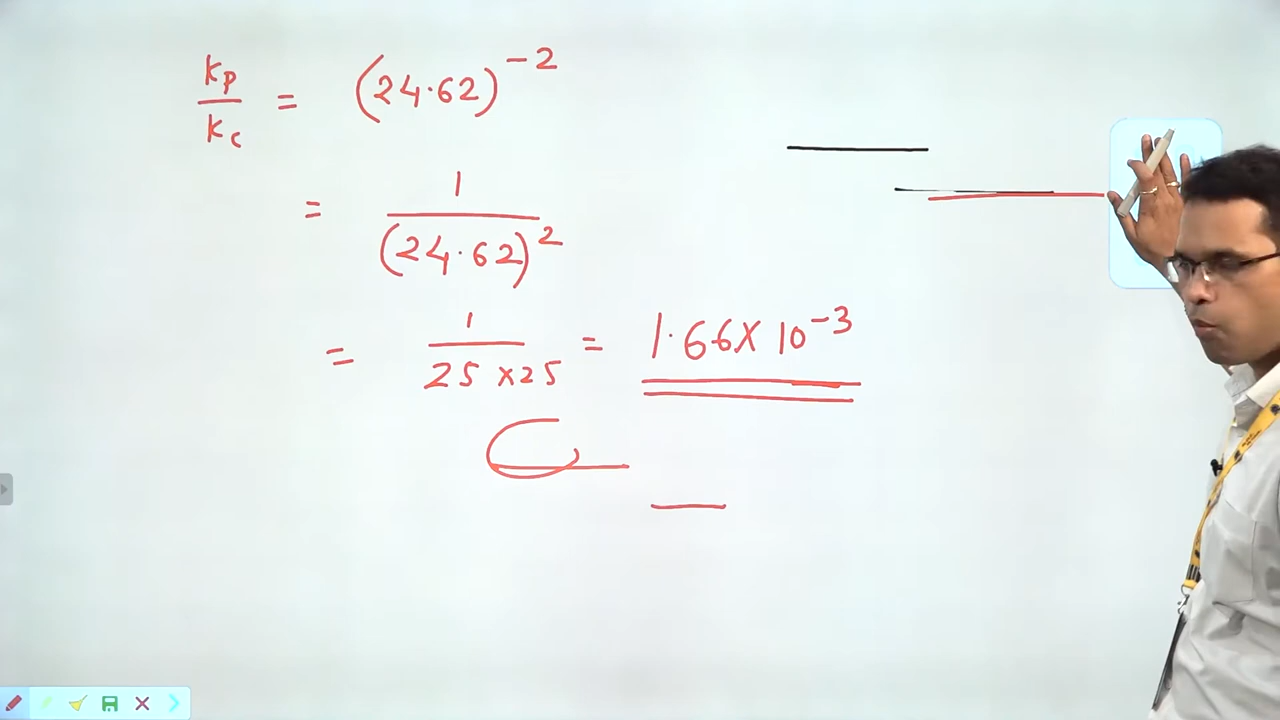 Kp/Kc = (24.62)^-2
= 1/(24.62)^2
= 1/25×25 = 1.66×10^-3